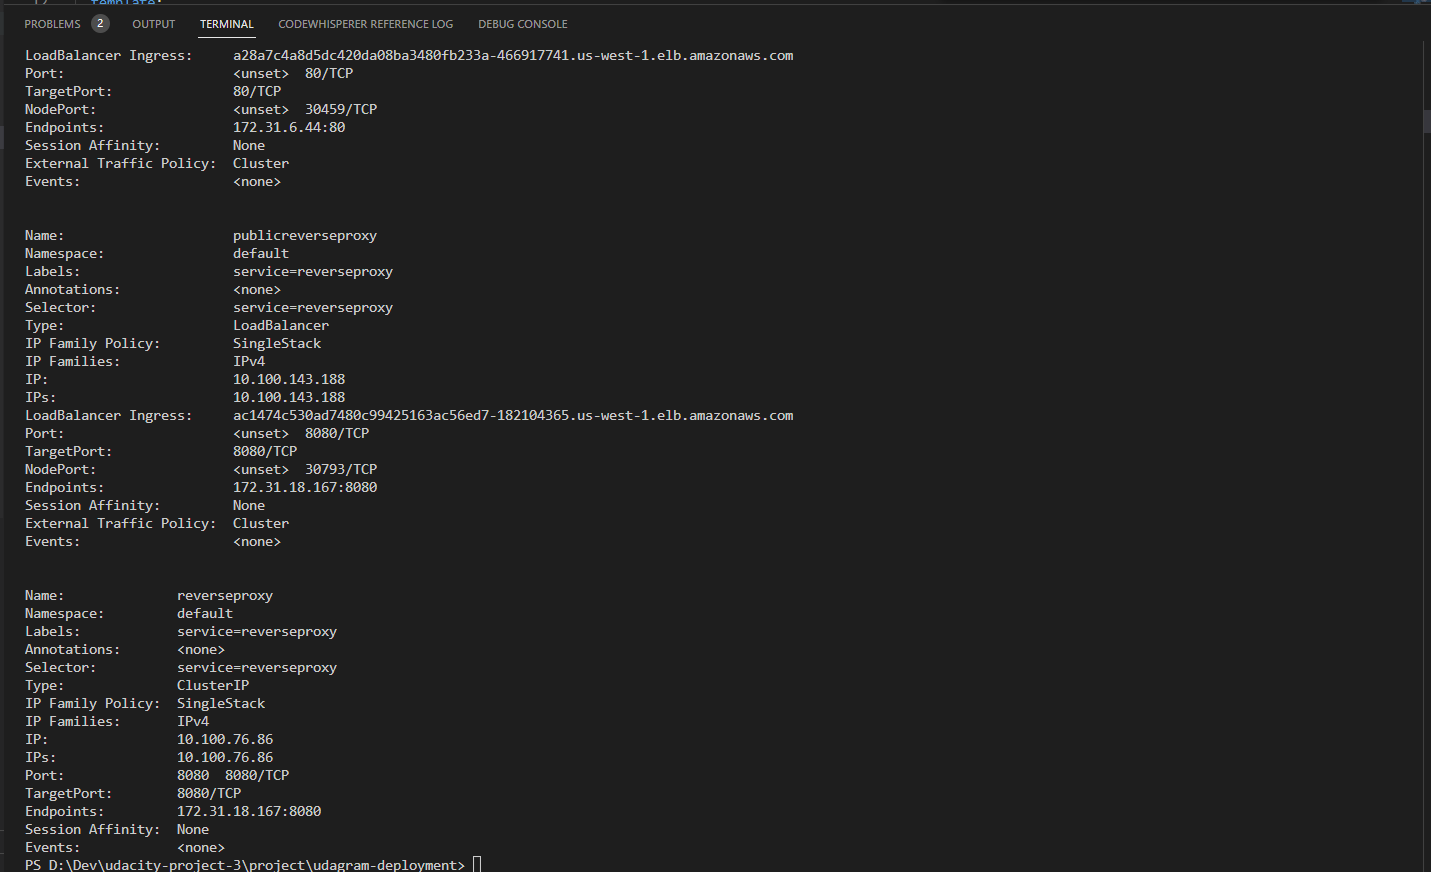 template:
PROBLEMS 2 OUTPUT TERMINAL CODEWHISPERER REFERENCE LOG DEBUG CONSOLE
LoadBalancer Ingress: a28a7c4a8d5dc420da08ba3480fb233a-466917741.us-west-1.elb.amazonaws.com
Port: <unset> 80/TCP
TargetPort: 80/TCP
NodePort: <unset> 30459/TCP
Endpoints: 172.31.6.44:80
Session Affinity: None
External Traffic Policy: Cluster
Events: <none>
Name: publicreverseproxy
Namespace: default
Labels: service=reverseproxy
Annotations: <none>
Selector: service=reverseproxy
Type: LoadBalancer
IP Family Policy: SingleStack
IP Families: IPv4
IP: 10.100.143.188
IPs: 10.100.143.188
LoadBalancer Ingress: ac1474c530ad7480c99425163ac56ed7-182104365.us-west-1.elb.amazonaws.com
Port: <unset> 8080/TCP
TargetPort: 8080/TCP
NodePort: <unset> 30793/TCP
Endpoints: 172.31.18.167:8080
Session Affinity: None
External Traffic Policy: Cluster
Events: <none>
Name: reverseproxy
Namespace: default
Labels: service=reverseproxy
Annotations: <none>
Selector: service=reverseproxy
Type: ClusterIP
IP Family Policy: SingleStack
IP Families: IPv4
IP: 10.100.76.86
IPs: 10.100.76.86
Port: 8080 8080/TCP
TargetPort: 8080/TCP
Endpoints: 172.31.18.167:8080
Session Affinity: None
Events: <none>
PS D:\Dev\udacity-project-3\project\udagram-deployment>